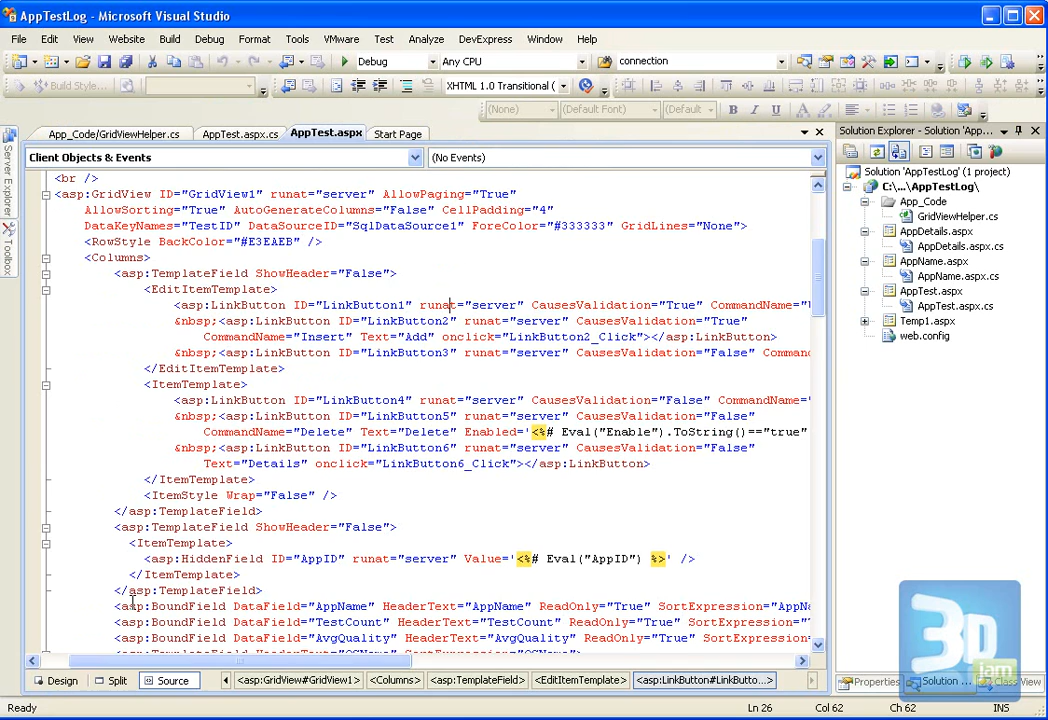 AppTestLog - Microsoft Visual Studio
File Edit View Website Build Debug Format Tools VMware Test Analyze DevExpress Window Help
Debug Any CPU connection
Build Style... XHTML 1.0 Transitional (
(None) (Default Font) (Default B I U A
App_Code/GridViewHelper.cs AppTest.aspx.cs AppTest.aspx Start Page
Client Objects & Events (No Events)
<br />
<asp:GridView ID="GridView1" runat="server" AllowPaging="True"
AllowSorting="True" AutoGenerateColumns="False" CellPadding="4"
DataKeyNames="TestID" DataSourceID="SqlDataSource1" ForeColor="#333333" GridLines="None">
<RowStyle BackColor="#E3EAEB" />
<Columns>
<asp:TemplateField ShowHeader="False">
<EditItemTemplate>
<asp:LinkButton ID="LinkButton1" runat="server" CausesValidation="True" CommandName="
&nbsp;<asp:LinkButton ID="LinkButton2" runat="server" CausesValidation="True"
CommandName="Insert" Text="Add" onclick="LinkButton2_Click"></asp:LinkButton>
&nbsp;<asp:LinkButton ID="LinkButton3" runat="server" CausesValidation="False" Comma
</EditItemTemplate>
<ItemTemplate>
<asp:LinkButton ID="LinkButton4" runat="server" CausesValidation="False" CommandName=
&nbsp;<asp:LinkButton ID="LinkButton5" runat="server" CausesValidation="False"
CommandName="Delete" Text="Delete" Enabled='<%# Eval("Enable").ToString()=="true"
&nbsp;<asp:LinkButton ID="LinkButton6" runat="server" CausesValidation="False"
Text="Details" onclick="LinkButton6_Click"></asp:LinkButton>
</ItemTemplate>
<ItemStyle Wrap="False" />
</asp:TemplateField>
<asp:TemplateField ShowHeader="False">
<ItemTemplate>
<asp:HiddenField ID="AppID" runat="server" Value='<%# Eval("AppID") %>' />
</ItemTemplate>
</asp:TemplateField>
<asp:BoundField DataField="AppName" HeaderText="AppName" ReadOnly="True" SortExpression="AppNa
<asp:BoundField DataField="TestCount" HeaderText="TestCount" ReadOnly="True" SortExpression="T
<asp:BoundField DataField="AvgQuality" HeaderText="AvgQuality" ReadOnly="True" SortExpression=
Design Split Source <asp:GridView#GridView1> <Columns> <asp:TemplateField> <EditItemTemplate> <asp:LinkButton#LinkButto...>
Ready Ln 26 Col 62 Ch 62 INS
Server Explorer
Toolbox
Solution Explorer - Solution 'App...
Solution 'AppTestLog' (1 project)
C:\...\AppTestLog\
App_Code
GridViewHelper.cs
AppDetails.aspx
AppDetails.aspx.cs
AppName.aspx
AppName.aspx.cs
AppTest.aspx
AppTest.aspx.cs
Temp1.aspx
web.config
Properties Solution ... Class View
3D
jam